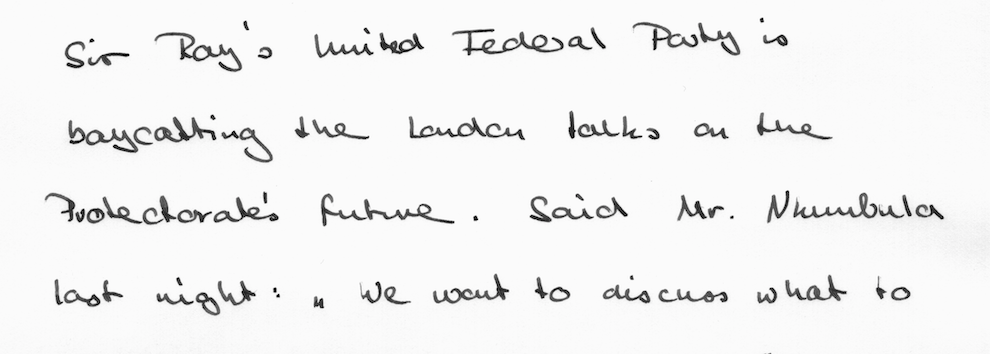 Sir Roy's United Federal Party is
boycotting the London talks on the
Protectorate's future. Said Mr. Nkumbula
last night: „We want to discuss what to